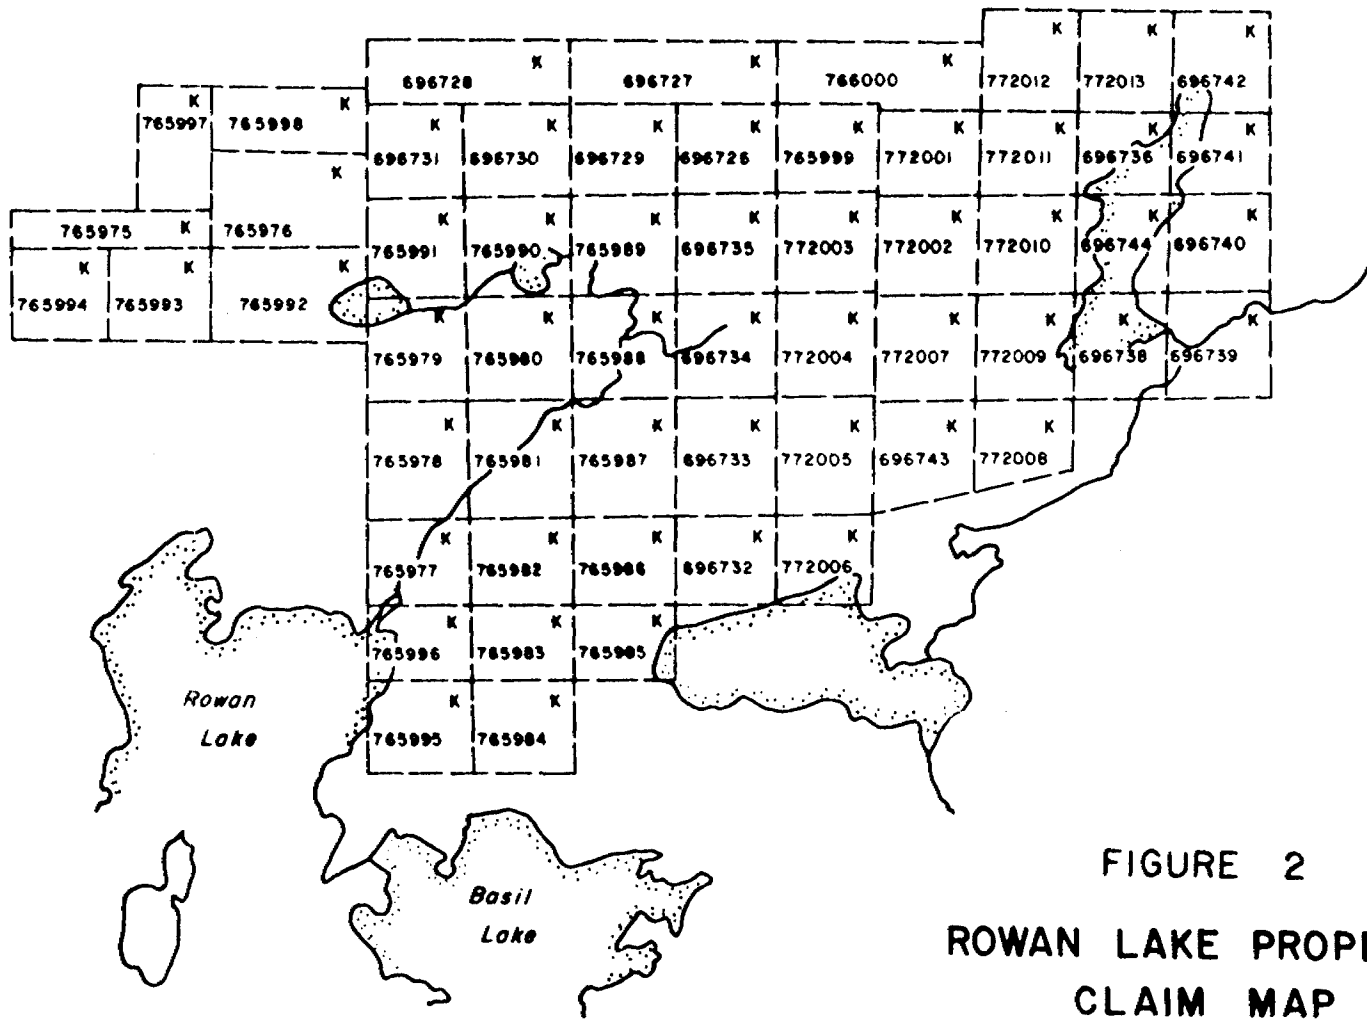 K K K
772012 772013 696742
K K K
696728 696727 766000
K K
765997 765998
K K K K K K K K K
696731 696730 696729 696726 765999 772001 772011 696736 696741
K
K K K K K K K K K
765975 K 765976
765991 765990 765989 696735 772003 772002 772010 696744 696740
K K K
765994 765993 765992
K K K K K K K K K
765979 765980 765988 696734 772004 772007 772009 696738 696739
K K K K K K K
765978 765981 765987 696733 772005 696743 772008
K K K K K
765977 765982 765986 696732 772006
K K K
765996 765983 765985
K K
765995 765984
Rowan
Lake
Basil
Lake
FIGURE 2
ROWAN LAKE PROP
CLAIM MAP